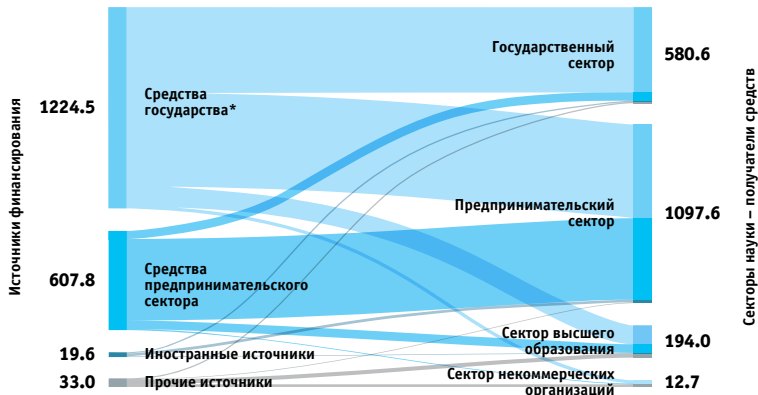 Источники финансирования
1224.5
Средства
государства*
607.8
Средства
предпринимательского
сектора
19.6
Иностранные источники
33.0
Прочие источники
Государственный
сектор
580.6
Предпринимательский
сектор
1097.6
Сектор высшего
образования
194.0
Сектор некоммерческих
организаций
12.7
Секторы науки – получатели средств